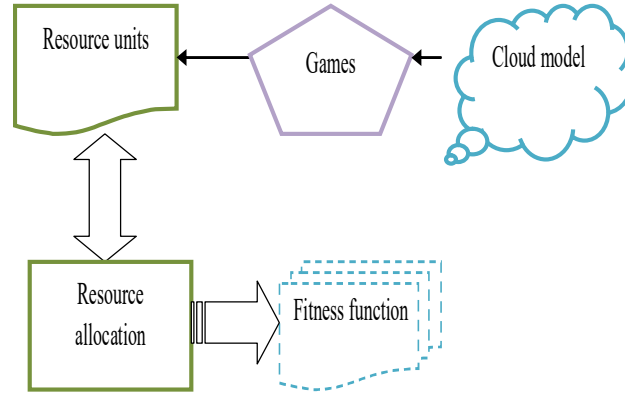 Resource units
Games
Cloud model
Resource
allocation
Fitness function